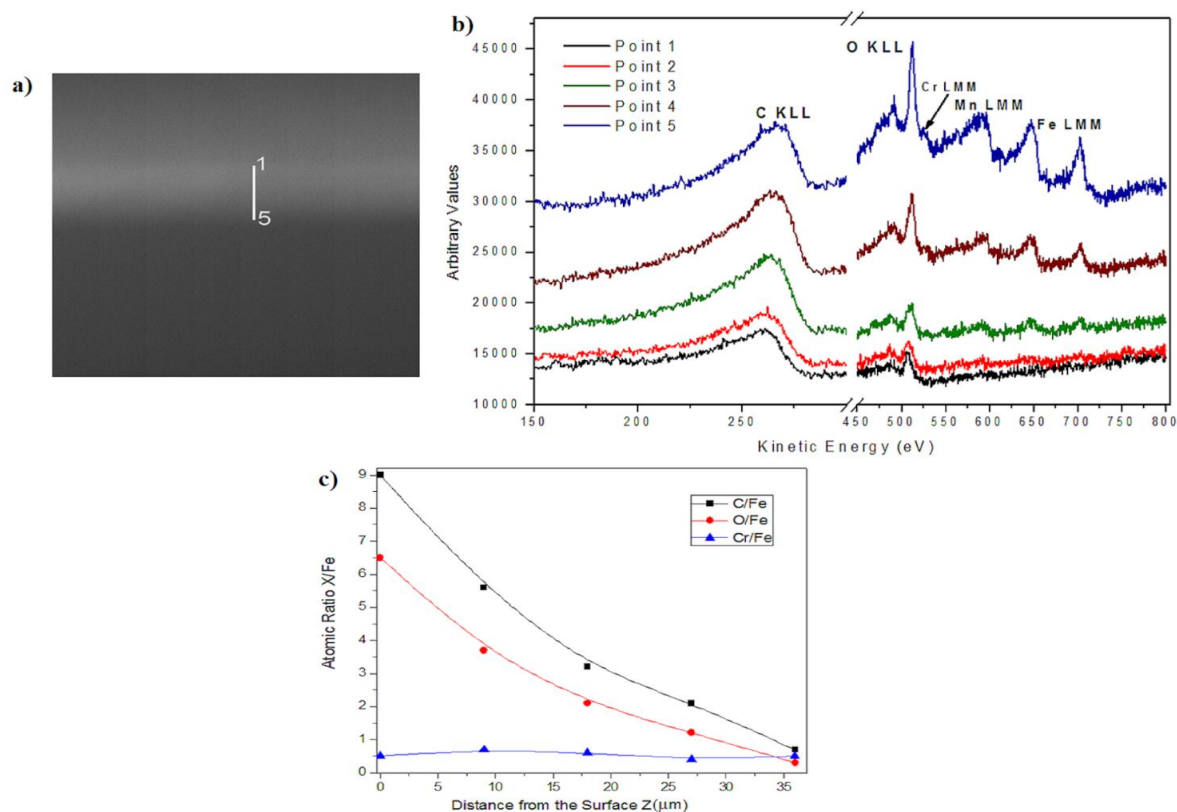 a)
1
5
b)
Point 1
Point 2
Point 3
Point 4
Point 5
C KLL
O KLL
Cr LMM
Mn LMM
Fe LMM
Arbitrary Values
45000
40000
35000
30000
25000
20000
15000
10000
150 200 250 450 500 550 600 650 700 750 800
Kinetic Energy (eV)
c)
C/Fe
O/Fe
Cr/Fe
Atomic Ratio X/Fe
9
8
7
6
5
4
3
2
1
0
0 5 10 15 20 25 30 35
Distance from the Surface Z(μm)